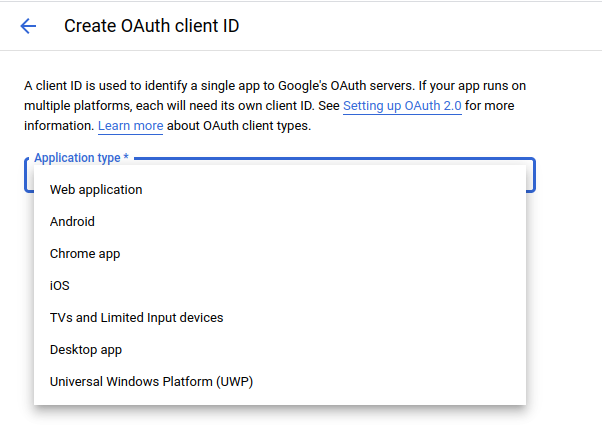 Create OAuth client ID
A client ID is used to identify a single app to Google's OAuth servers. If your app runs on
multiple platforms, each will need its own client ID. See Setting up OAuth 2.0 for more
information. Learn more about OAuth client types.
Application type *
Web application
Android
Chrome app
iOS
TVs and Limited Input devices
Desktop app
Universal Windows Platform (UWP)